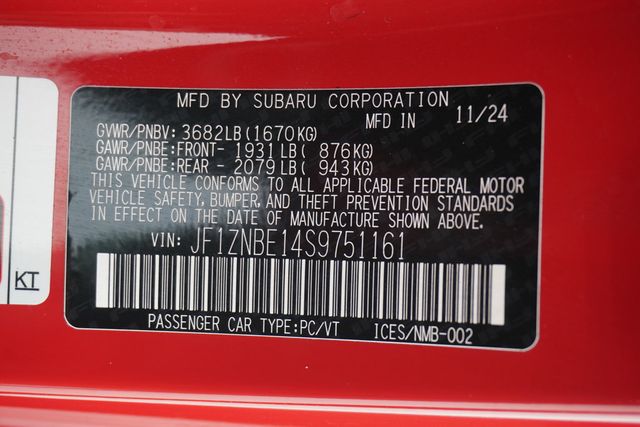 MFD BY SUBARU CORPORATION
MFD IN 11/24
GVWR/PNBV: 3682LB(1670KG)
GAWR/PNBE:FRONT- 1931LB( 876KG)
GAWR/PNBE:REAR - 2079LB( 943KG)
THIS VEHICLE CONFORMS TO ALL APPLICABLE FEDERAL MOTOR
VEHICLE SAFETY, BUMPER, AND THEFT PREVENTION STANDARDS
IN EFFECT ON THE DATE OF MANUFACTURE SHOWN ABOVE.
VIN: JF1ZNBE14S9751161
PASSENGER CAR TYPE:PC/VT ICES/NMB-002
KT